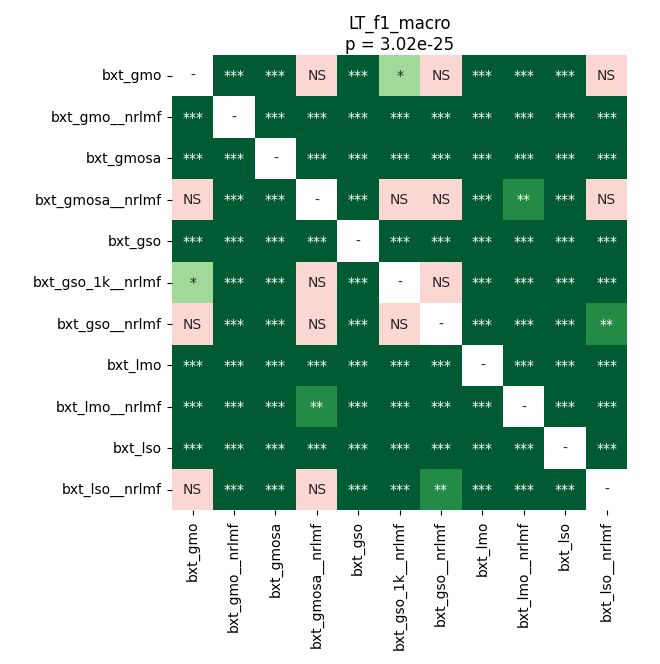 LT_f1_macro
p = 3.02e-25
bxt_gmo - *** *** NS *** * NS *** *** *** NS
bxt_gmo__nrlmf *** - *** *** *** *** *** *** *** *** ***
bxt_gmosa *** *** - *** *** *** *** *** *** *** ***
bxt_gmosa__nrlmf NS *** *** - *** NS NS *** ** *** NS
bxt_gso *** *** *** *** - *** *** *** *** *** ***
bxt_gso_1k__nrlmf * *** *** NS *** - NS *** *** *** ***
bxt_gso__nrlmf NS *** *** NS *** NS - *** *** *** **
bxt_lmo *** *** *** *** *** *** *** - *** *** ***
bxt_lmo__nrlmf *** *** *** ** *** *** *** *** - *** ***
bxt_lso *** *** *** *** *** *** *** *** *** - ***
bxt_lso__nrlmf NS *** *** NS *** *** ** *** *** *** -
bxt_gmo
bxt_gmo__nrlmf
bxt_gmosa
bxt_gmosa__nrlmf
bxt_gso
bxt_gso_1k__nrlmf
bxt_gso__nrlmf
bxt_lmo
bxt_lmo__nrlmf
bxt_lso
bxt_lso__nrlmf